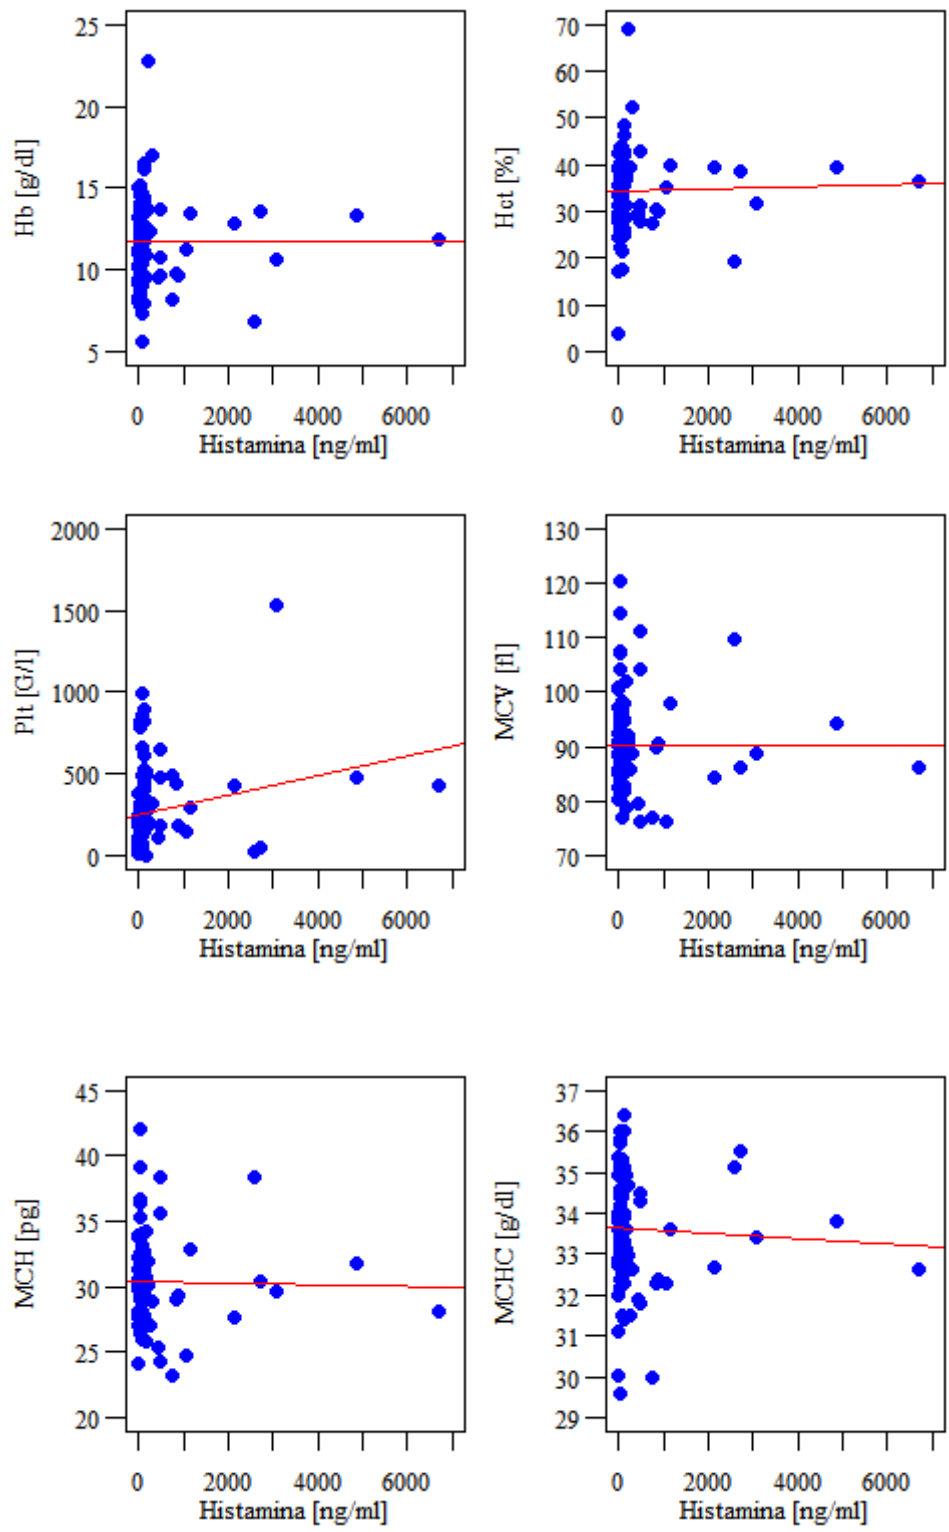 25
20
15
10
5
Hb [g/dl]
0 2000 4000 6000
Histamina [ng/ml]
70
60
50
40
30
20
10
0
Hct [%]
0 2000 4000 6000
Histamina [ng/ml]
2000
1500
1000
500
0
Plt [G/l]
0 2000 4000 6000
Histamina [ng/ml]
130
120
110
100
90
80
70
MCV [fl]
0 2000 4000 6000
Histamina [ng/ml]
45
40
35
30
25
20
MCH [pg]
0 2000 4000 6000
Histamina [ng/ml]
37
36
35
34
33
32
31
30
29
MCHC [g/dl]
0 2000 4000 6000
Histamina [ng/ml]